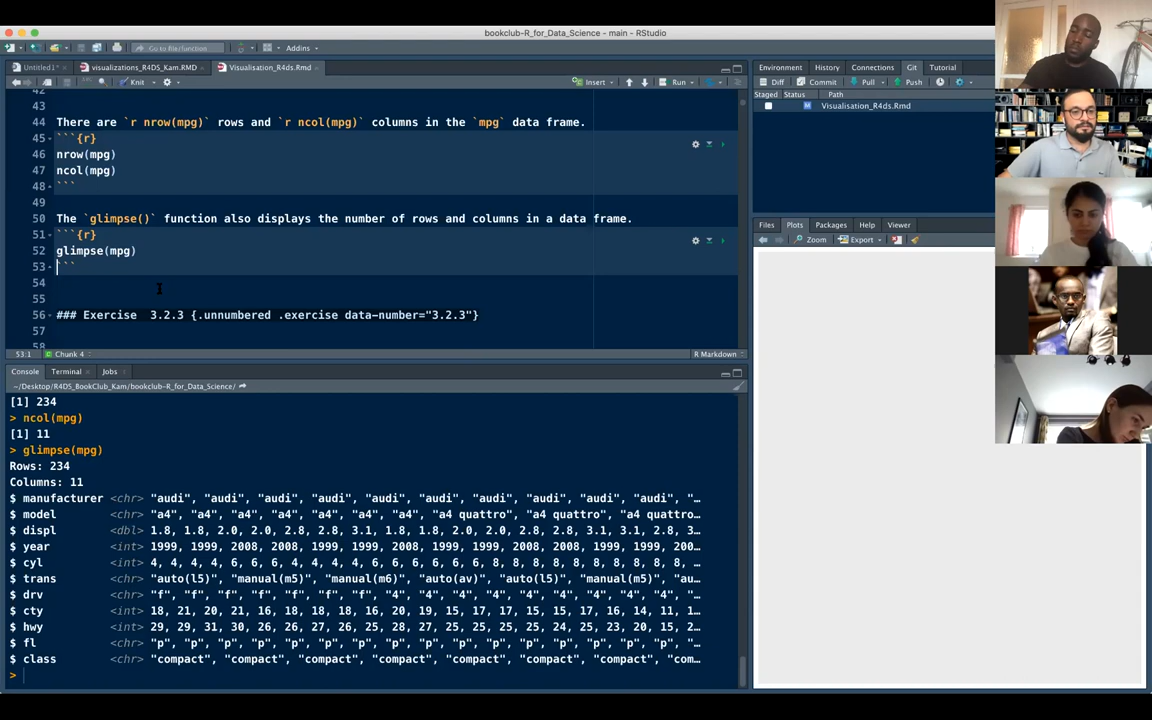 bookclub-R_for_Data_Science - main - RStudio
Go to file/function Addins
Untitled1* visualizations_R4DS_Kam.RMD Visualisation_R4ds.Rmd
Knit Insert Run
42
43
44 There are `r nrow(mpg)` rows and `r ncol(mpg)` columns in the `mpg` data frame.
45 ```{r}
46 nrow(mpg)
47 ncol(mpg)
48 ```
49
50 The `glimpse()` function also displays the number of rows and columns in a data frame.
51 ```{r}
52 glimpse(mpg)
53 ```
54
55
56 ### Exercise  3.2.3 {.unnumbered .exercise data-number="3.2.3"}
57
58
53:1 Chunk 4 R Markdown
Console Terminal Jobs
~/Desktop/R4DS_BookClub_Kam/bookclub-R_for_Data_Science/
[1] 234
> ncol(mpg)
[1] 11
> glimpse(mpg)
Rows: 234
Columns: 11
$ manufacturer <chr> "audi", "audi", "audi", "audi", "audi", "audi", "audi", "audi", "audi", "audi", "…
$ model <chr> "a4", "a4", "a4", "a4", "a4", "a4", "a4", "a4 quattro", "a4 quattro", "a4 quattro…
$ displ <dbl> 1.8, 1.8, 2.0, 2.0, 2.8, 2.8, 3.1, 1.8, 1.8, 2.0, 2.0, 2.8, 2.8, 3.1, 3.1, 2.8, 3…
$ year <int> 1999, 1999, 2008, 2008, 1999, 1999, 2008, 1999, 1999, 2008, 2008, 1999, 1999, 200…
$ cyl <int> 4, 4, 4, 4, 6, 6, 6, 4, 4, 4, 4, 6, 6, 6, 6, 6, 6, 8, 8, 8, 8, 8, 8, 8, 8, 8, 8, …
$ trans <chr> "auto(l5)", "manual(m5)", "manual(m6)", "auto(av)", "auto(l5)", "manual(m5)", "au…
$ drv <chr> "f", "f", "f", "f", "f", "f", "f", "4", "4", "4", "4", "4", "4", "4", "4", "4", "…
$ cty <int> 18, 21, 20, 21, 16, 18, 18, 18, 16, 20, 19, 15, 17, 17, 15, 15, 17, 16, 14, 11, 1…
$ hwy <int> 29, 29, 31, 30, 26, 26, 27, 26, 25, 28, 27, 25, 25, 25, 25, 24, 25, 23, 20, 15, 2…
$ fl <chr> "p", "p", "p", "p", "p", "p", "p", "p", "p", "p", "p", "p", "p", "p", "p", "p", "…
$ class <chr> "compact", "compact", "compact", "compact", "compact", "compact", "compact", "com…
>
Environment History Connections Git Tutorial
Diff Commit Pull Push
Staged Status Path
M Visualisation_R4ds.Rmd
Files Plots Packages Help Viewer
Zoom Export